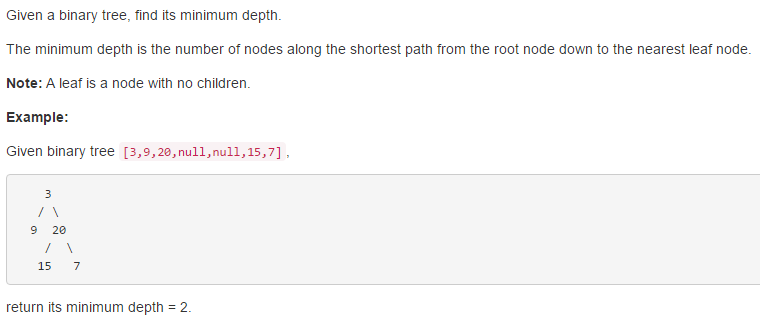 Given a binary tree, find its minimum depth.
The minimum depth is the number of nodes along the shortest path from the root node down to the nearest leaf node.
Note: A leaf is a node with no children.
Example:
Given binary tree [3,9,20,null,null,15,7],
    3
   / \
  9  20
    /  \
   15   7
return its minimum depth = 2.